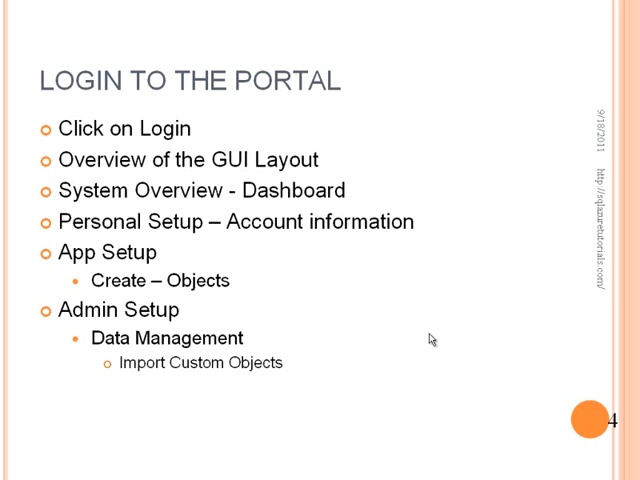 LOGIN TO THE PORTAL
Click on Login
Overview of the GUI Layout
System Overview - Dashboard
Personal Setup – Account information
App Setup
Create – Objects
Admin Setup
Data Management
Import Custom Objects
9/18/2011 http://sqlazuretutorials.com/
4